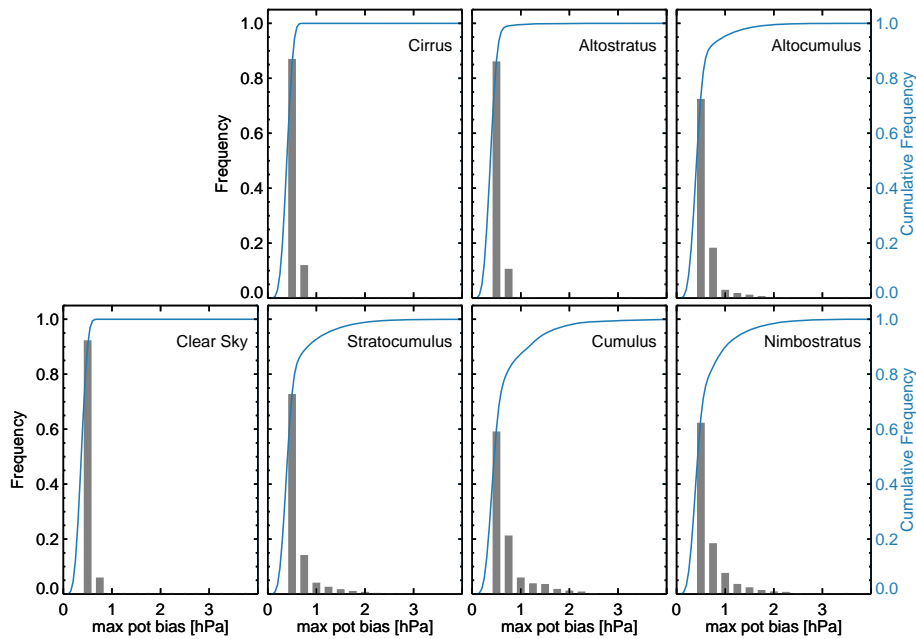 1.0
0.8
0.6
0.4
0.2
0.0
Frequency
Cirrus
Altostratus
Altocumulus
1.0
0.8
0.6
0.4
0.2
0.0
Cumulative Frequency
1.0
0.8
0.6
0.4
0.2
0.0
Frequency
Clear Sky
Stratocumulus
Cumulus
Nimbostratus
1.0
0.8
0.6
0.4
0.2
0.0
Cumulative Frequency
0 1 2 3
0 1 2 3
0 1 2 3
0 1 2 3
max pot bias [hPa]
max pot bias [hPa]
max pot bias [hPa]
max pot bias [hPa]